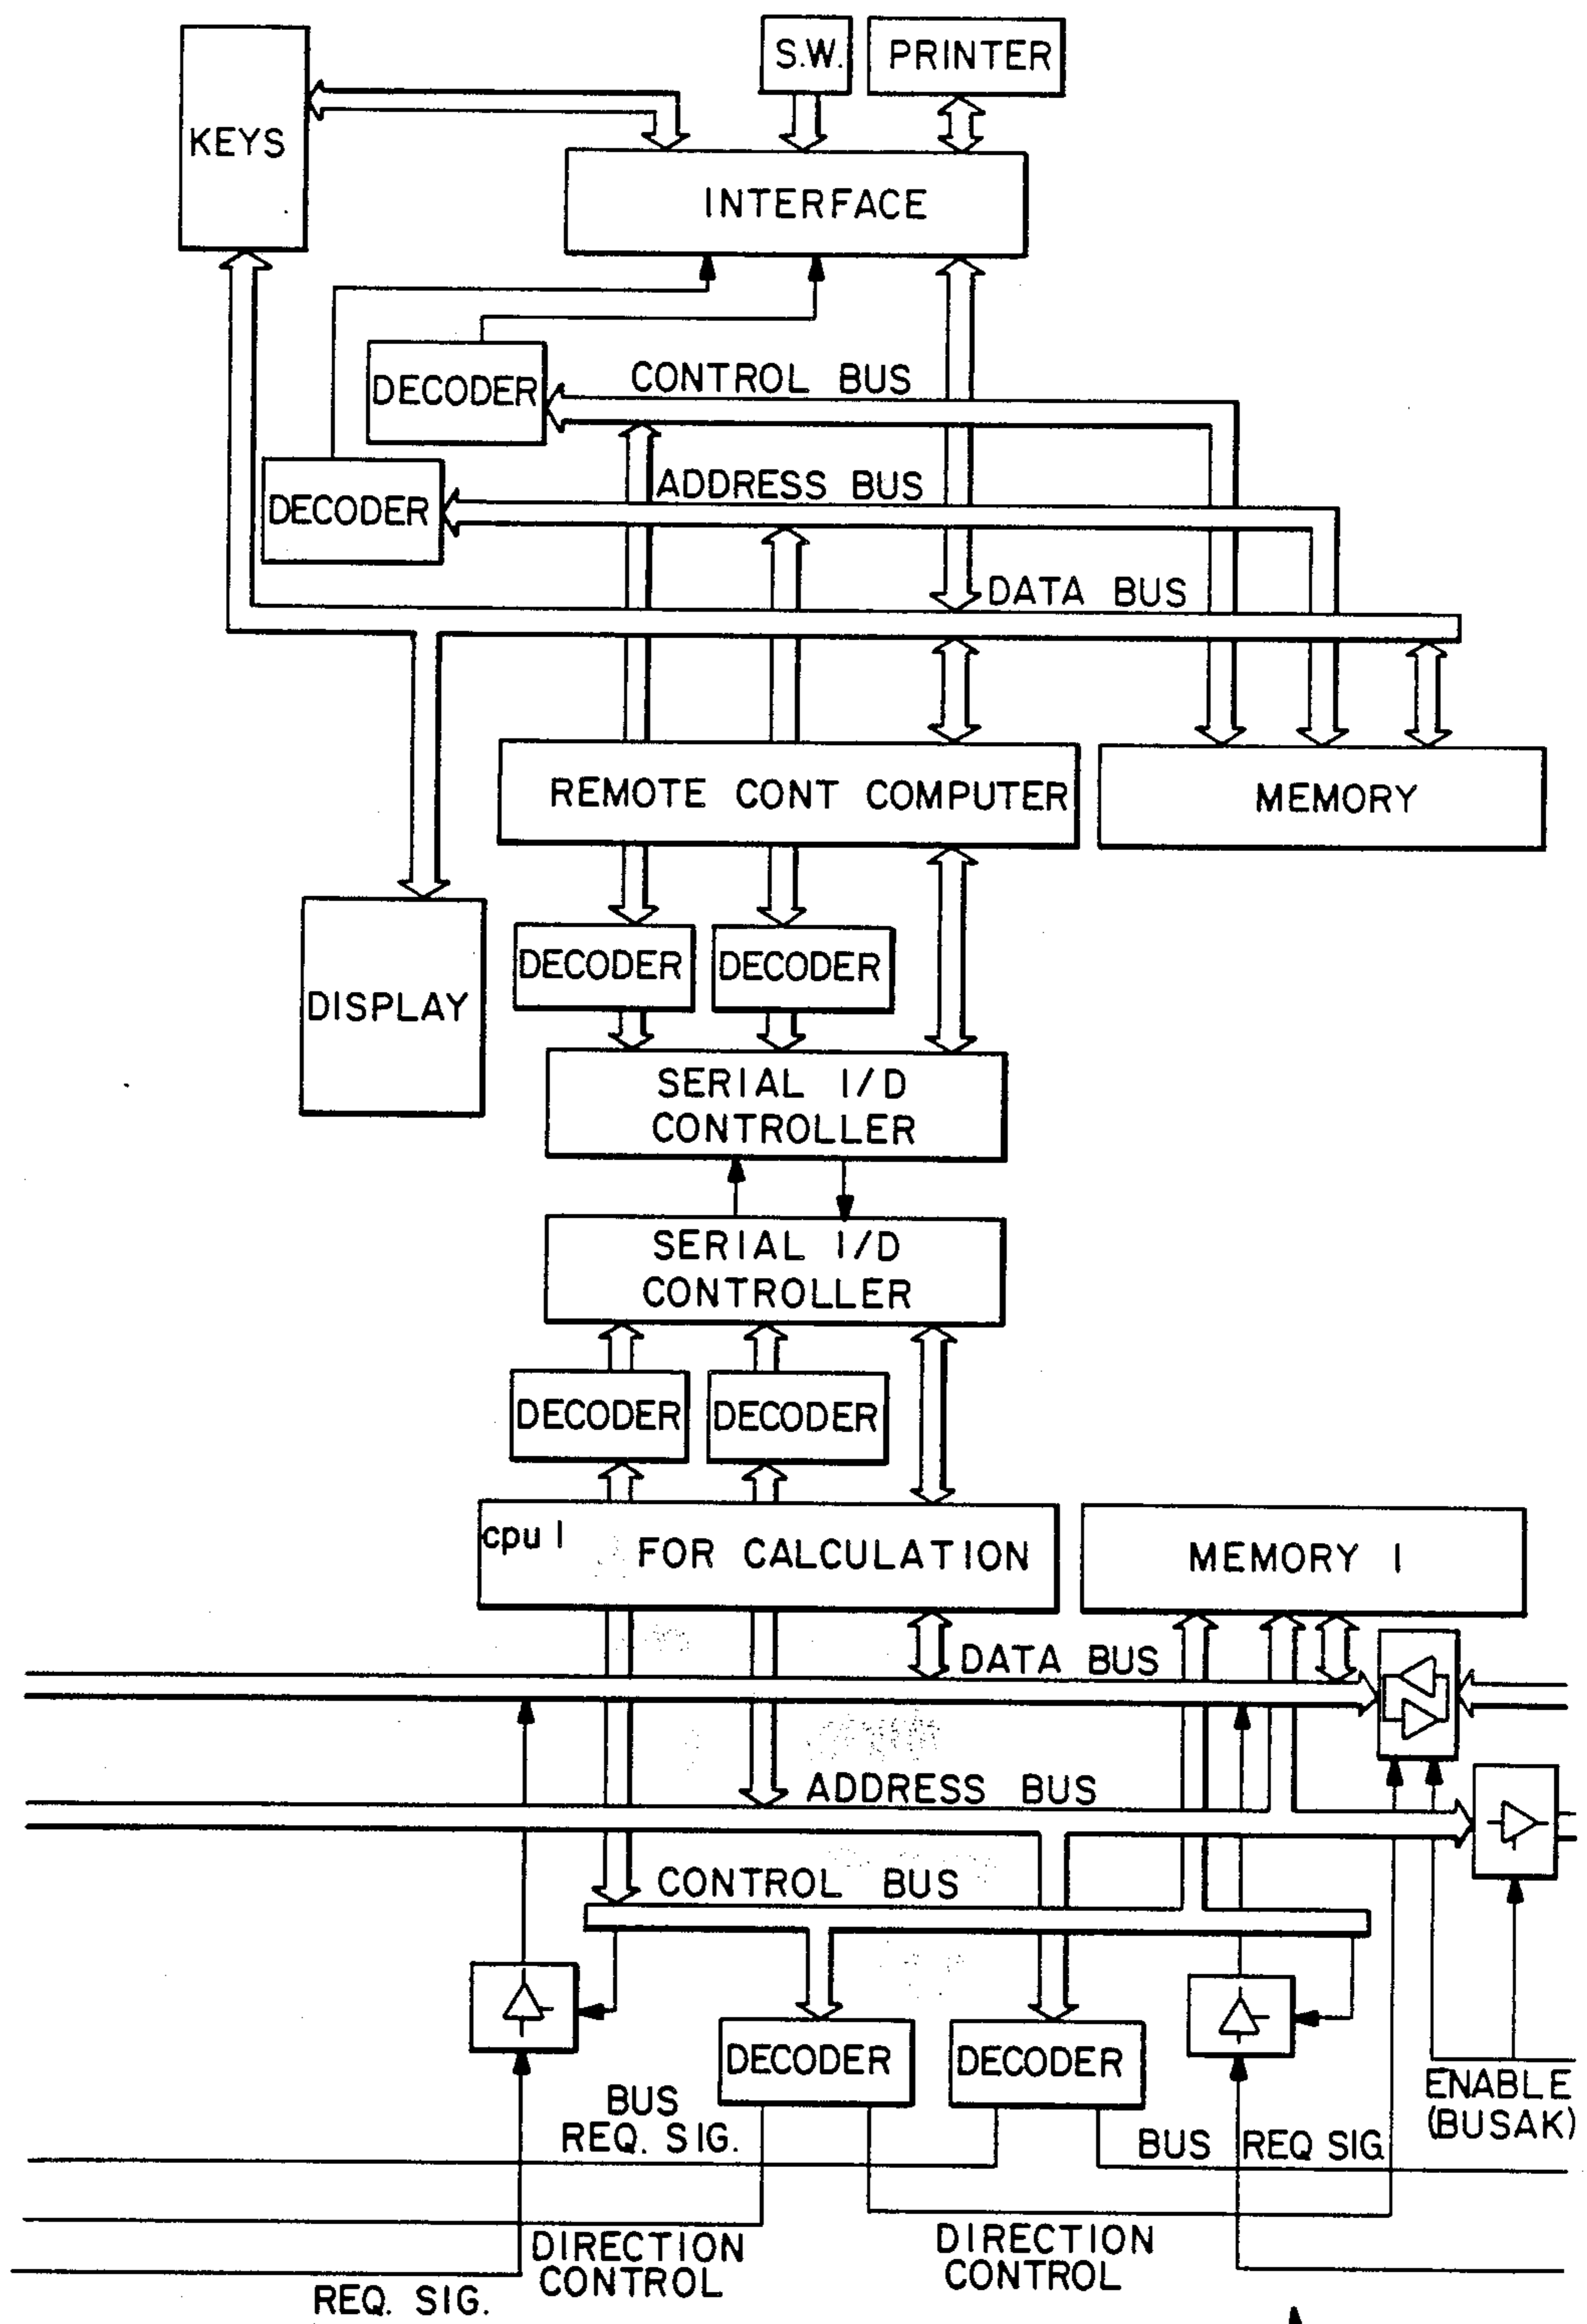 S.W.
PRINTER
KEYS
INTERFACE
DECODER
CONTROL BUS
DECODER
ADDRESS BUS
DATA BUS
REMOTE CONT COMPUTER
MEMORY
DECODER
DECODER
DISPLAY
SERIAL I/D
CONTROLLER
SERIAL I/D
CONTROLLER
DECODER
DECODER
cpu I
FOR CALCULATION
MEMORY I
DATA BUS
ADDRESS BUS
CONTROL BUS
DECODER
DECODER
ENABLE
(BUSAK)
BUS
REQ. SIG.
BUS REQ SIG.
DIRECTION
CONTROL
DIRECTION
CONTROL
REQ. SIG.